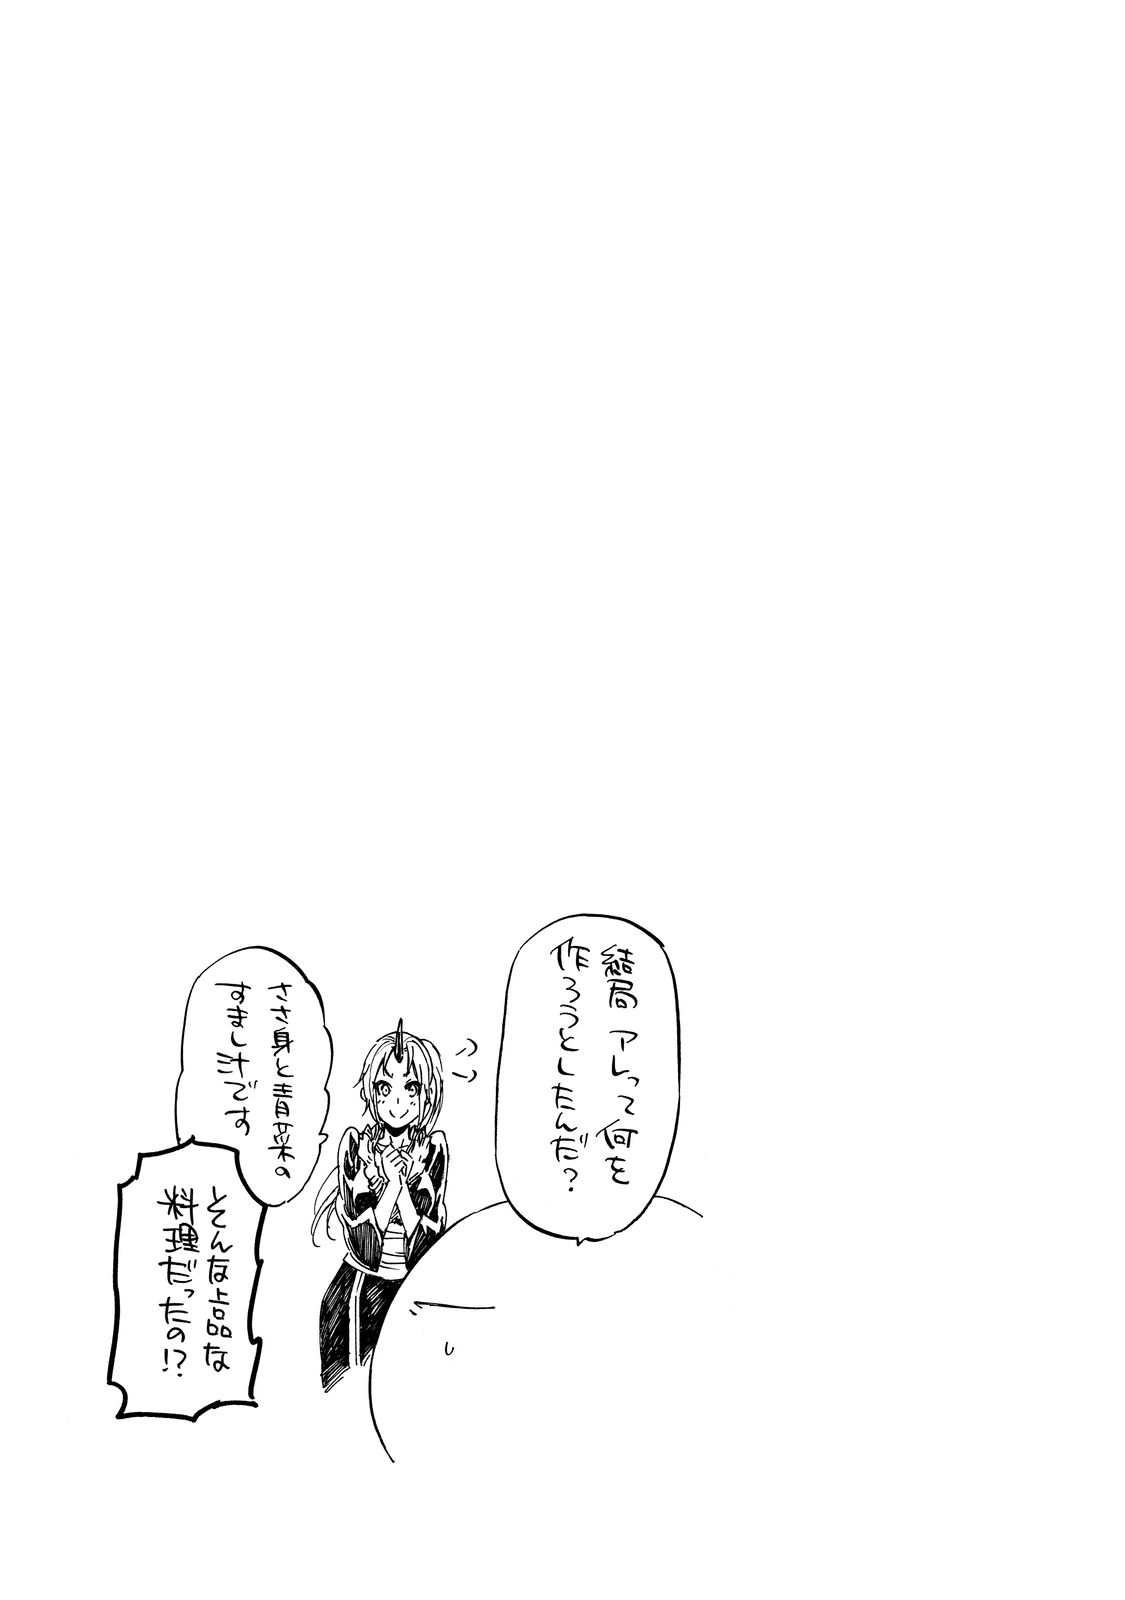 結局アレって何を
作ろうとしたんだ?
ささ身と青菜の
すまし汁です
そんな上品な
料理だったの!?